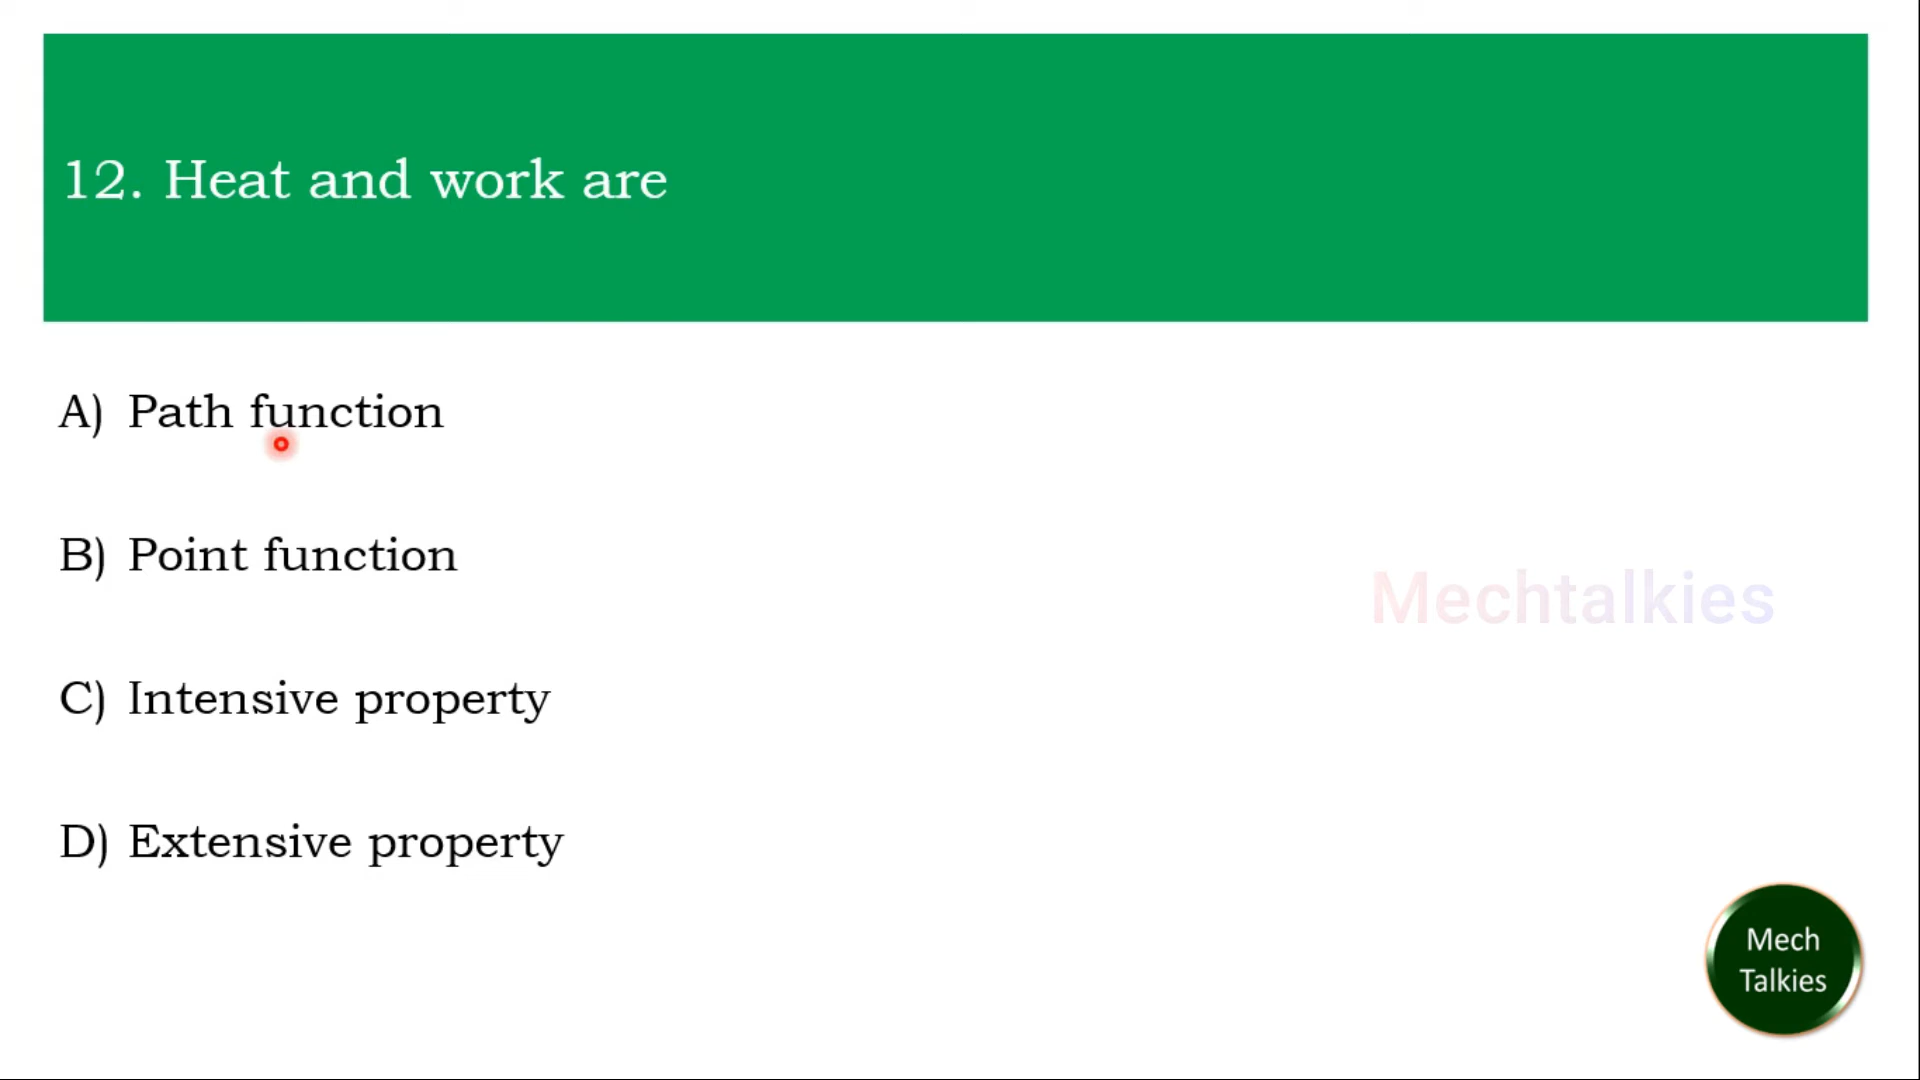 12. Heat and work are
A) Path function
B) Point function
Mechtalkies
C) Intensive property
D) Extensive property
Mech
Talkies